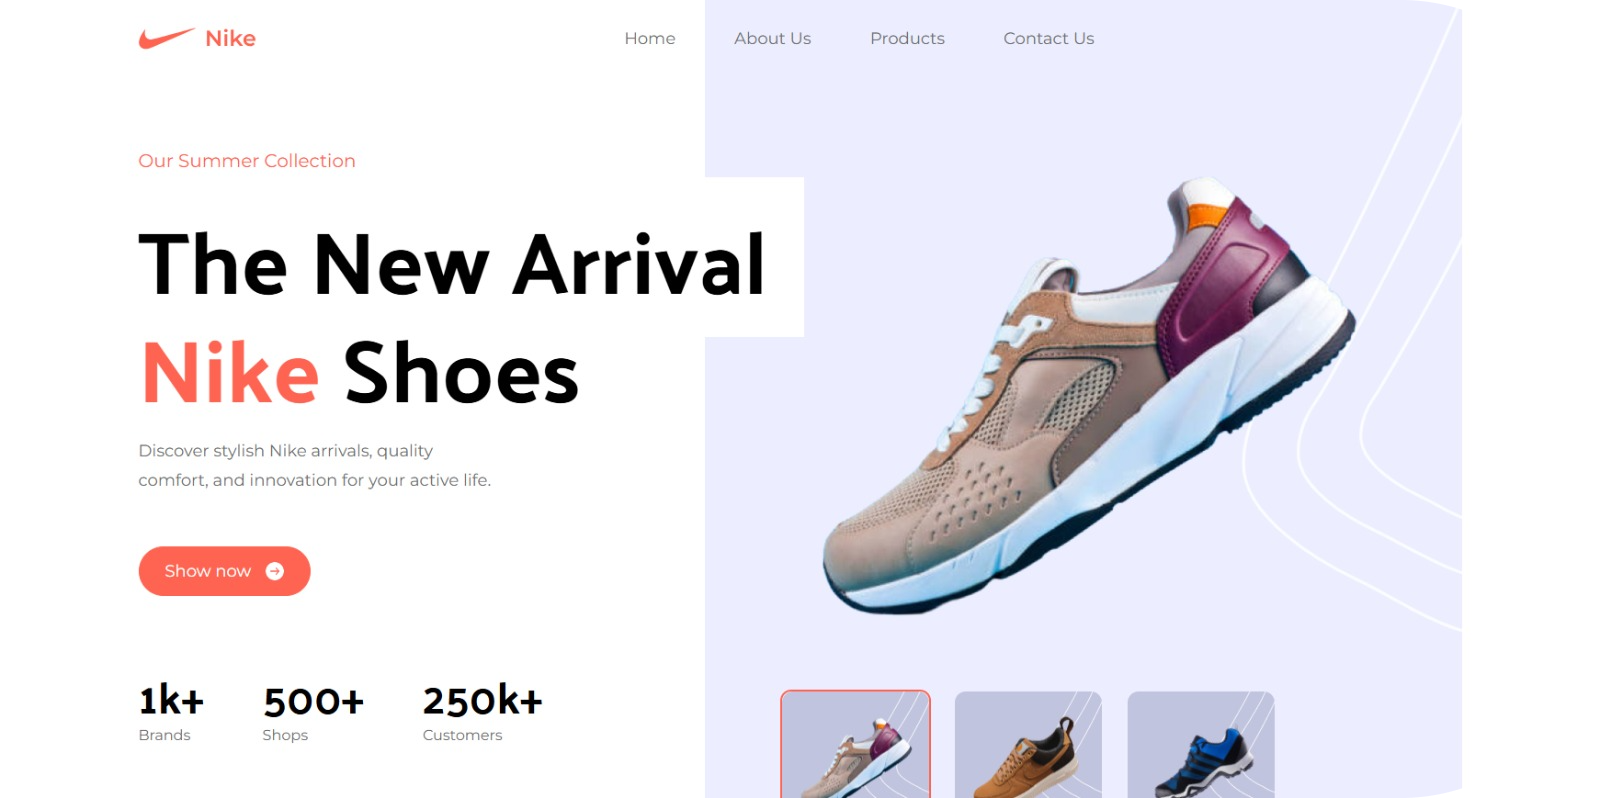 Nike
Home
About Us
Products
Contact Us
Our Summer Collection
The New Arrival
Nike Shoes
Discover stylish Nike arrivals, quality
comfort, and innovation for your active life.
Show now
1k+
Brands
500+
Shops
250k+
Customers